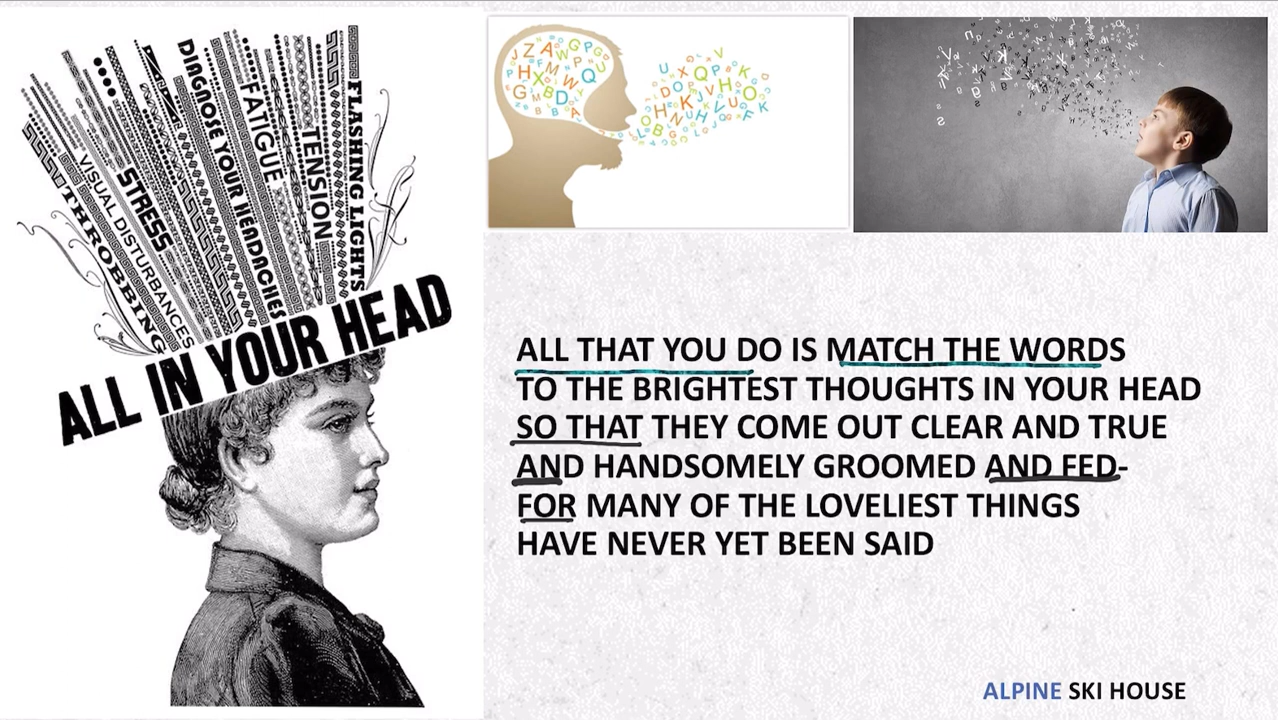 THROBBING
VISUAL DISTURBANCES
STRESS
DIAGNOSE YOUR HEADACHES
FATIGUE
TENSION
FLASHING LIGHTS
ALL IN YOUR HEAD
ALL THAT YOU DO IS MATCH THE WORDS
TO THE BRIGHTEST THOUGHTS IN YOUR HEAD
SO THAT THEY COME OUT CLEAR AND TRUE
AND HANDSOMELY GROOMED AND FED-
FOR MANY OF THE LOVELIEST THINGS
HAVE NEVER YET BEEN SAID
ALPINE SKI HOUSE